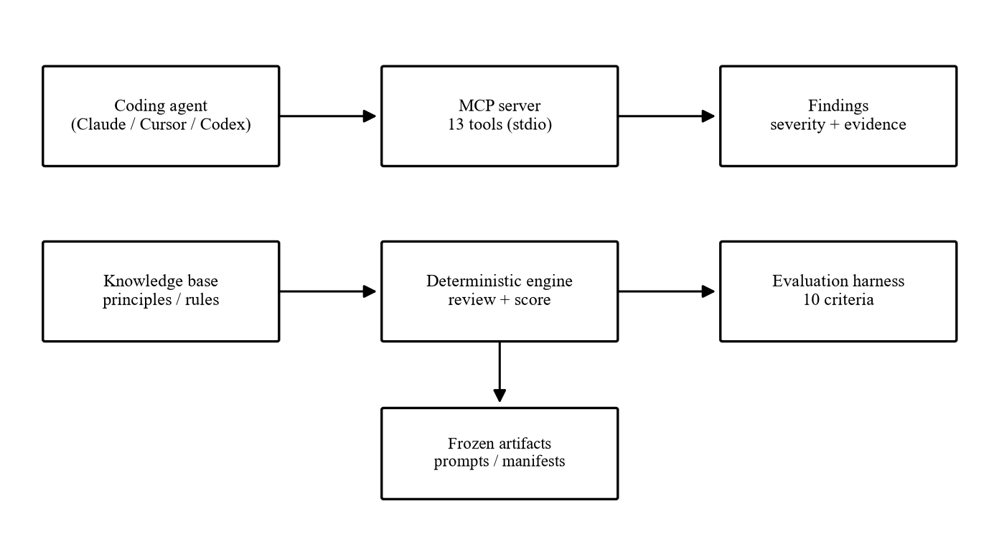 Coding agent
(Claude / Cursor / Codex)
MCP server
13 tools (stdio)
Findings
severity + evidence
Knowledge base
principles / rules
Deterministic engine
review + score
Evaluation harness
10 criteria
Frozen artifacts
prompts / manifests